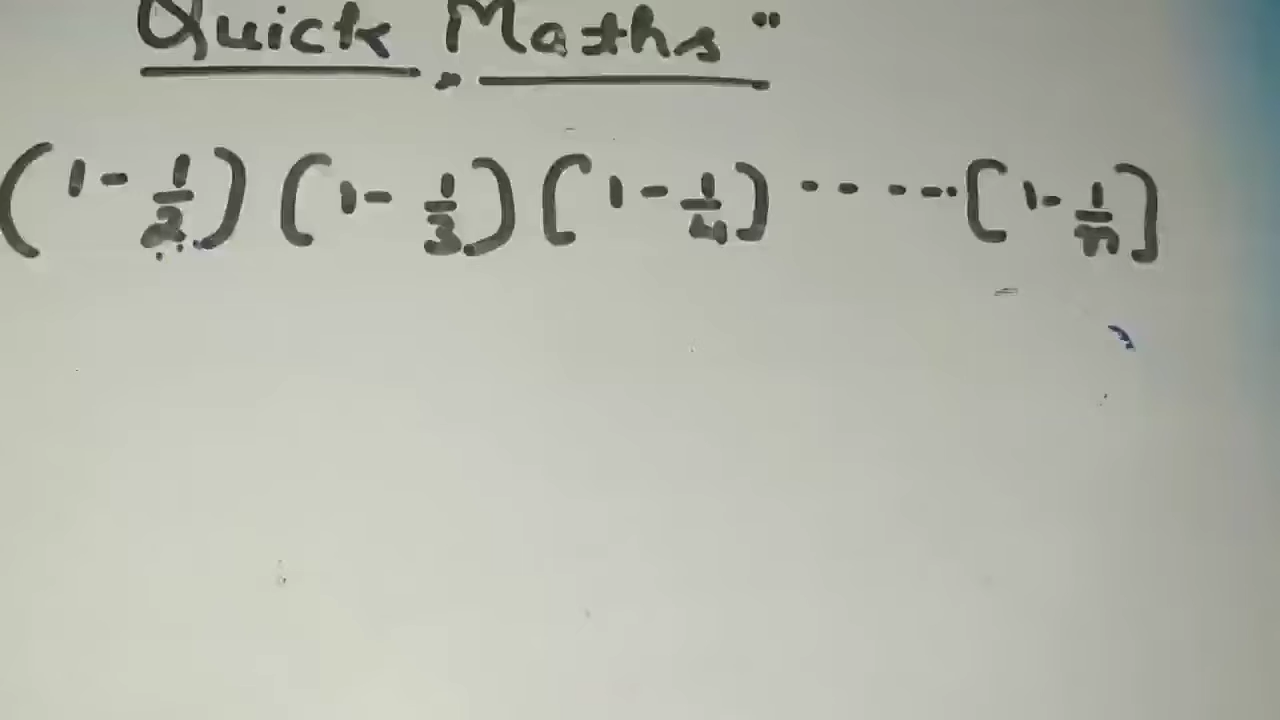 Quick Maths"
(1 - 1/2) (1 - 1/3) [1 - 1/4) ........[1 - 1/n]